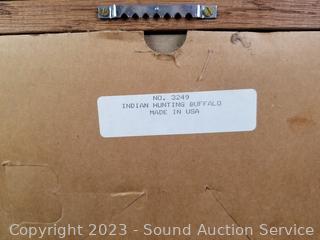 NO. 3249
INDIAN HUNTING BUFFALO
MADE IN USA
Copyright © 2023 - Sound Auction Service